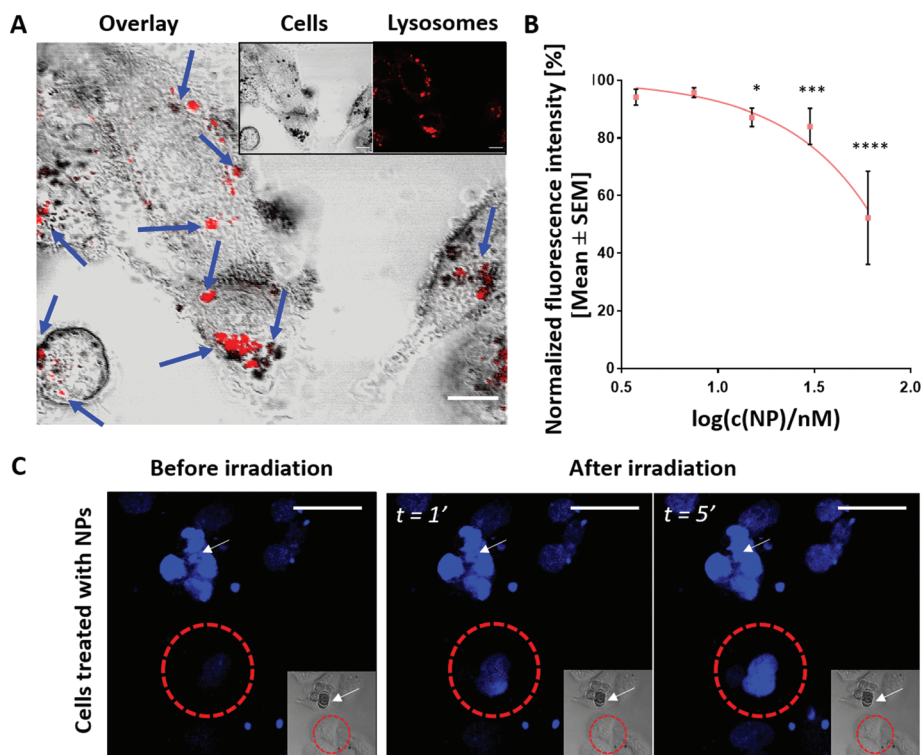 A
Overlay
Cells
Lysosomes
B
Normalized fluorescence intensity [%]
[Mean ± SEM]
100
80
60
40
20
0
*
***
****
0.5
1.0
1.5
2.0
log(c(NP)/nM)
C
Before irradiation
After irradiation
Cells treated with NPs
t = 1'
t = 5'